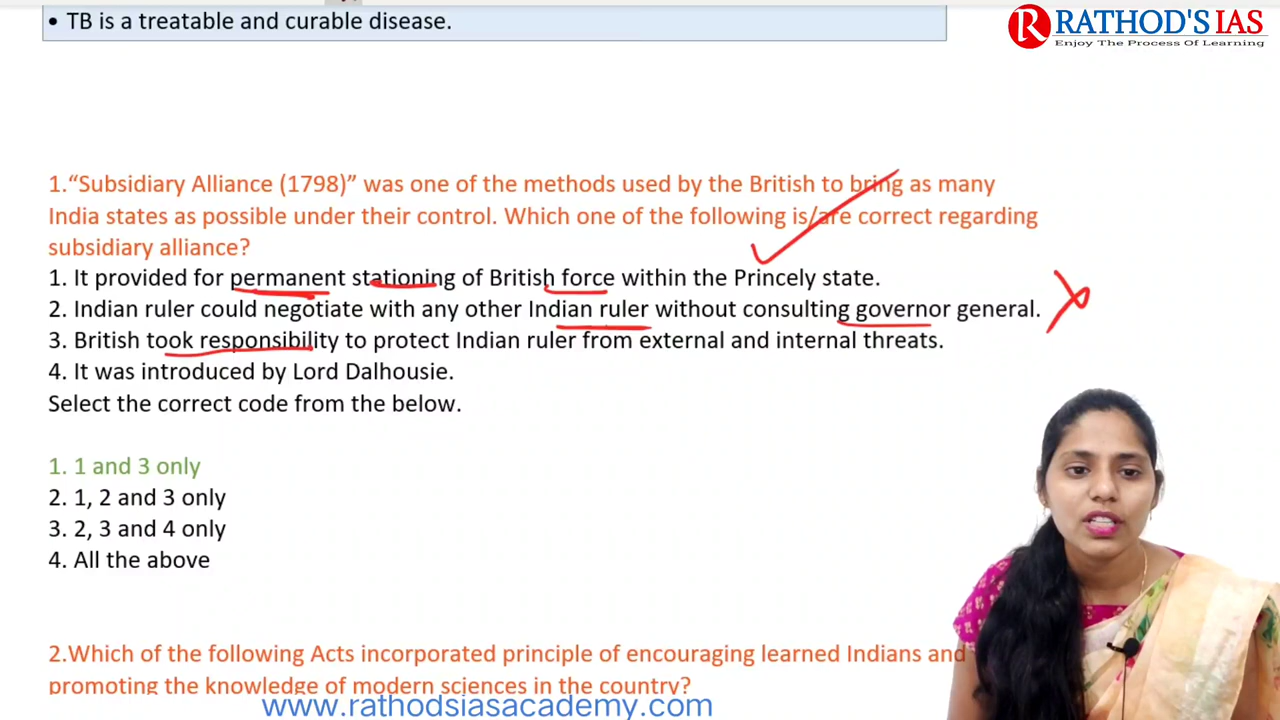 • TB is a treatable and curable disease.
RATHOD'S IAS
Enjoy The Process Of Learning
1.“Subsidiary Alliance (1798)” was one of the methods used by the British to bring as many
India states as possible under their control. Which one of the following is/are correct regarding
subsidiary alliance?
1. It provided for permanent stationing of British force within the Princely state.
2. Indian ruler could negotiate with any other Indian ruler without consulting governor general.
3. British took responsibility to protect Indian ruler from external and internal threats.
4. It was introduced by Lord Dalhousie.
Select the correct code from the below.
1. 1 and 3 only
2. 1, 2 and 3 only
3. 2, 3 and 4 only
4. All the above
2.Which of the following Acts incorporated principle of encouraging learned Indians and
promoting the knowledge of modern sciences in the country?
www.rathodsiasacademy.com